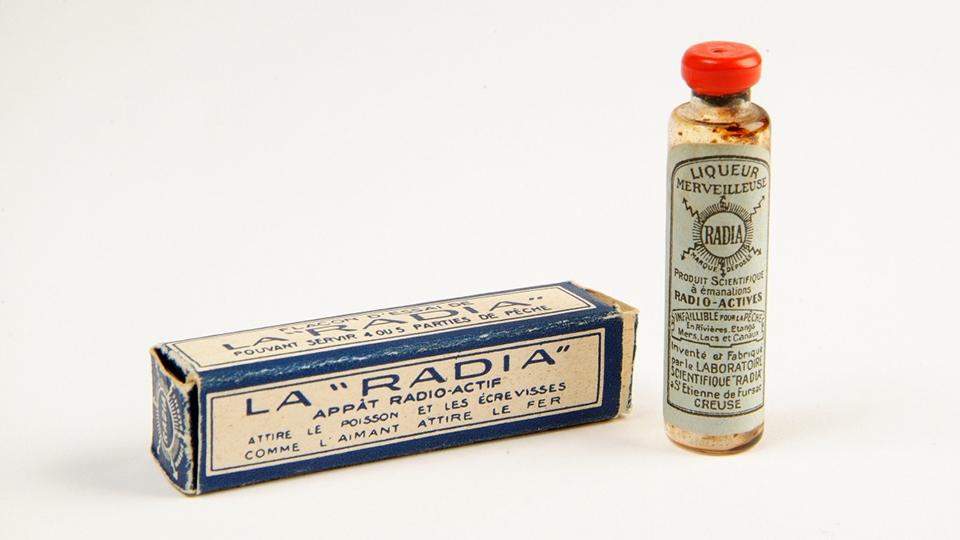 FLACON D'ESSAI DE
LA "RADIA"
POUVANT SERVIR 4 OU 5 PARTIES DE PÊCHE
LA "RADIA"
APPÂT RADIO-ACTIF
ATTIRE LE POISSON ET LES ÉCREVISSES
COMME L'AIMANT ATTIRE LE FER
RADIA
LIQUEUR
MERVEILLEUSE
RADIA
MARQUE DÉPOSÉE
PRODUIT SCIENTIFIQUE
à émanations
RADIO-ACTIVES
INFAILLIBLE POUR LA PÊCHE
En Rivières, Etangs
Mers, Lacs et Canaux
Inventé et Fabriqué
par le LABORATOIRE
SCIENTIFIQUE "RADIA
à St Etienne de Fursac
CREUSE